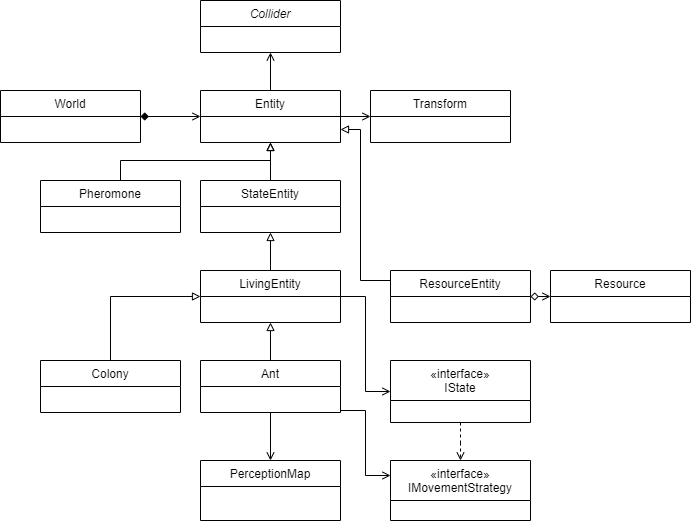 Collider
World
Entity
Transform
Pheromone
StateEntity
LivingEntity
ResourceEntity
Resource
Colony
Ant
«interface»
IState
PerceptionMap
«interface»
IMovementStrategy